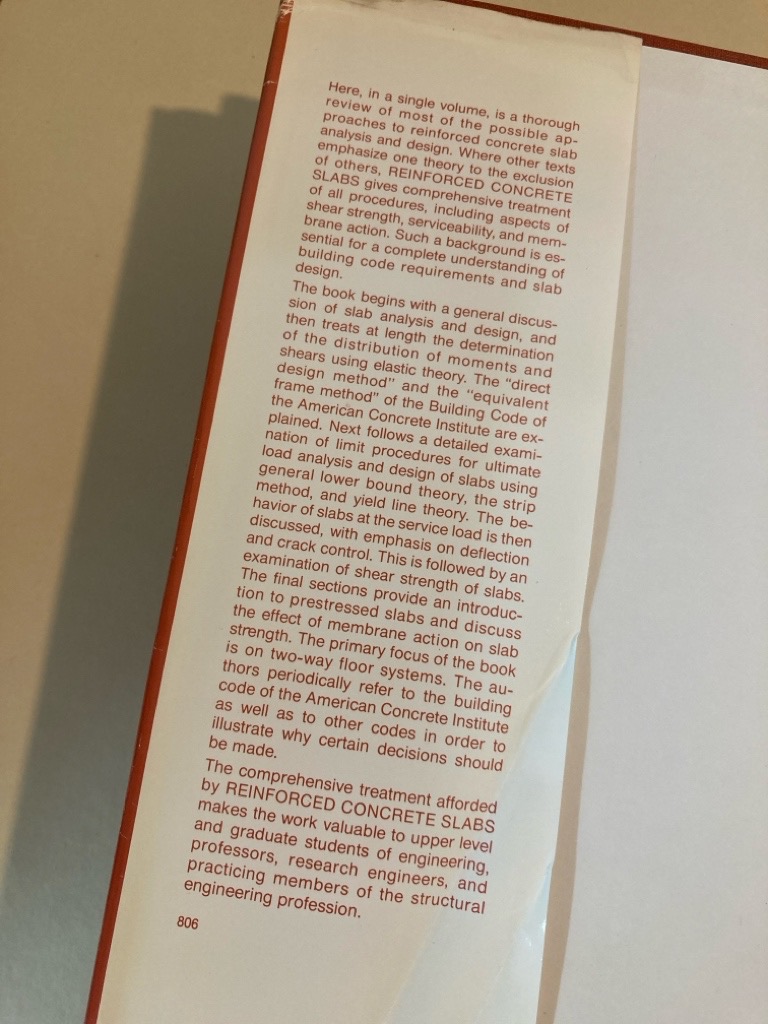 Here, in a single volume, is a thorough
review of most of the possible ap-
proaches to reinforced concrete slab
analysis and design. Where other texts
emphasize one theory to the exclusion
of others, REINFORCED CONCRETE
SLABS gives comprehensive treatment
of all procedures, including aspects of
shear strength, serviceability, and mem-
brane action. Such a background is es-
sential for a complete understanding of
building code requirements and slab
design.
The book begins with a general discus-
sion of slab analysis and design, and
then treats at length the determination
of the distribution of moments and
shears using elastic theory. The "direct
design method" and the "equivalent
frame method" of the Building Code of
the American Concrete Institute are ex-
plained. Next follows a detailed exami-
nation of limit procedures for ultimate
load analysis and design of slabs using
general lower bound theory, the strip
method, and yield line theory. The be-
havior of slabs at the service load is then
discussed, with emphasis on deflection
and crack control. This is followed by an
examination of shear strength of slabs.
The final sections provide an introduc-
tion to prestressed slabs and discuss
the effect of membrane action on slab
strength. The primary focus of the book
is on two-way floor systems. The au-
thors periodically refer to the building
code of the American Concrete Institute
as well as to other codes in order to
illustrate why certain decisions should
be made.
The comprehensive treatment afforded
by REINFORCED CONCRETE SLABS
makes the work valuable to upper level
and graduate students of engineering,
professors, research engineers, and
practicing members of the structural
engineering profession.
806